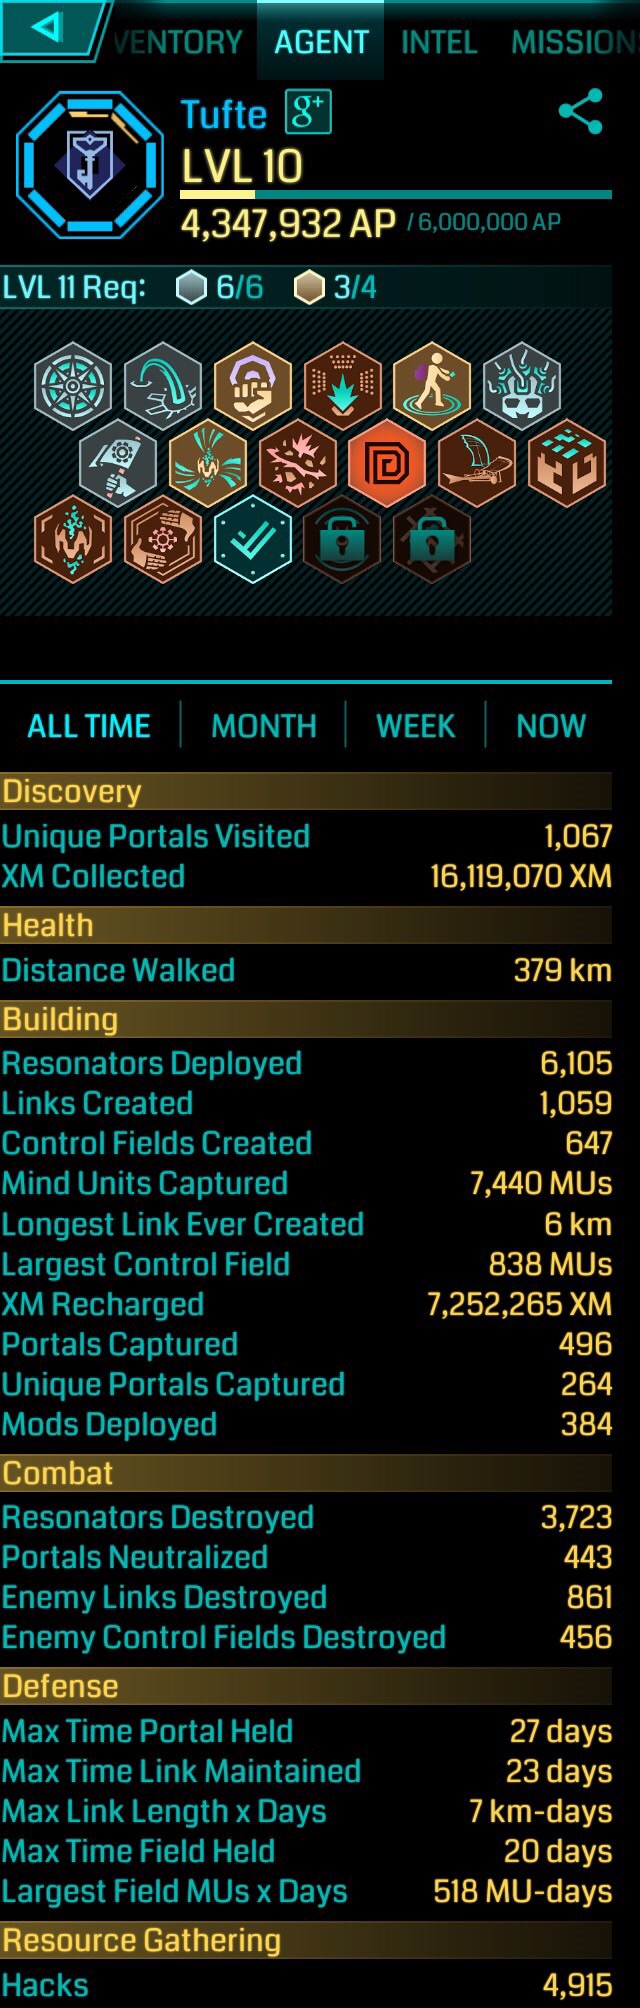 VENTORY AGENT INTEL MISSION
Tufte g+
LVL 10
4,347,932 AP / 6,000,000 AP
LVL 11 Req: 6/6 3/4
ALL TIME MONTH WEEK NOW
Discovery
Unique Portals Visited 1,067
XM Collected 16,119,070 XM
Health
Distance Walked 379 km
Building
Resonators Deployed 6,105
Links Created 1,059
Control Fields Created 647
Mind Units Captured 7,440 MUs
Longest Link Ever Created 6 km
Largest Control Field 838 MUs
XM Recharged 7,252,265 XM
Portals Captured 496
Unique Portals Captured 264
Mods Deployed 384
Combat
Resonators Destroyed 3,723
Portals Neutralized 443
Enemy Links Destroyed 861
Enemy Control Fields Destroyed 456
Defense
Max Time Portal Held 27 days
Max Time Link Maintained 23 days
Max Link Length x Days 7 km-days
Max Time Field Held 20 days
Largest Field MUs x Days 518 MU-days
Resource Gathering
Hacks 4,915